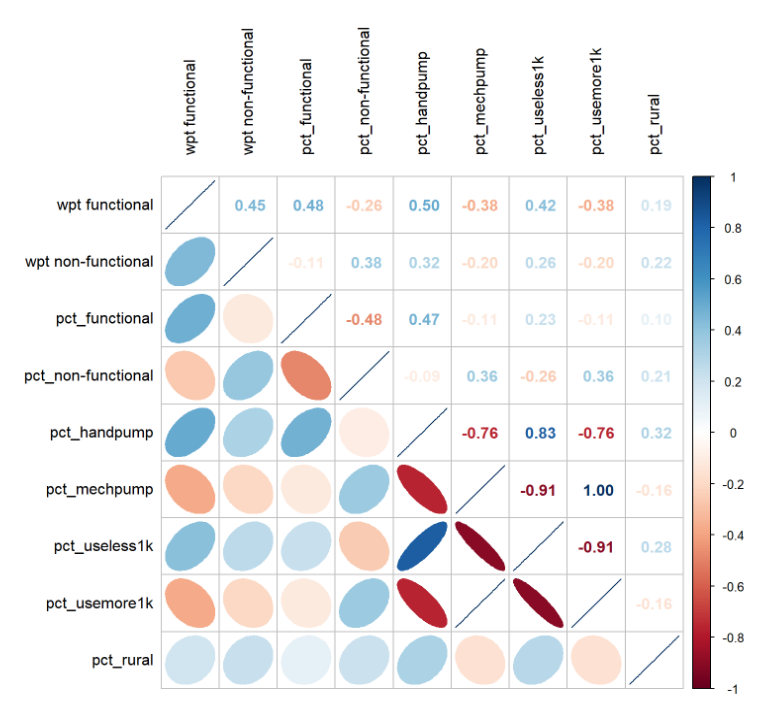 wpt functional
wpt non-functional
pct_functional
pct_non-functional
pct_handpump
pct_mechpump
pct_useless1k
pct_usemore1k
pct_rural
wpt functional 0.45 0.48 -0.26 0.50 -0.38 0.42 -0.38 0.19
wpt non-functional -0.11 0.38 0.32 -0.20 0.26 -0.20 0.22
pct_functional -0.48 0.47 -0.11 0.23 -0.11 0.10
pct_non-functional -0.09 0.36 -0.26 0.36 0.21
pct_handpump -0.76 0.83 -0.76 0.32
pct_mechpump -0.91 1.00 -0.16
pct_useless1k -0.91 0.28
pct_usemore1k -0.16
pct_rural
1
0.8
0.6
0.4
0.2
0
-0.2
-0.4
-0.6
-0.8
-1